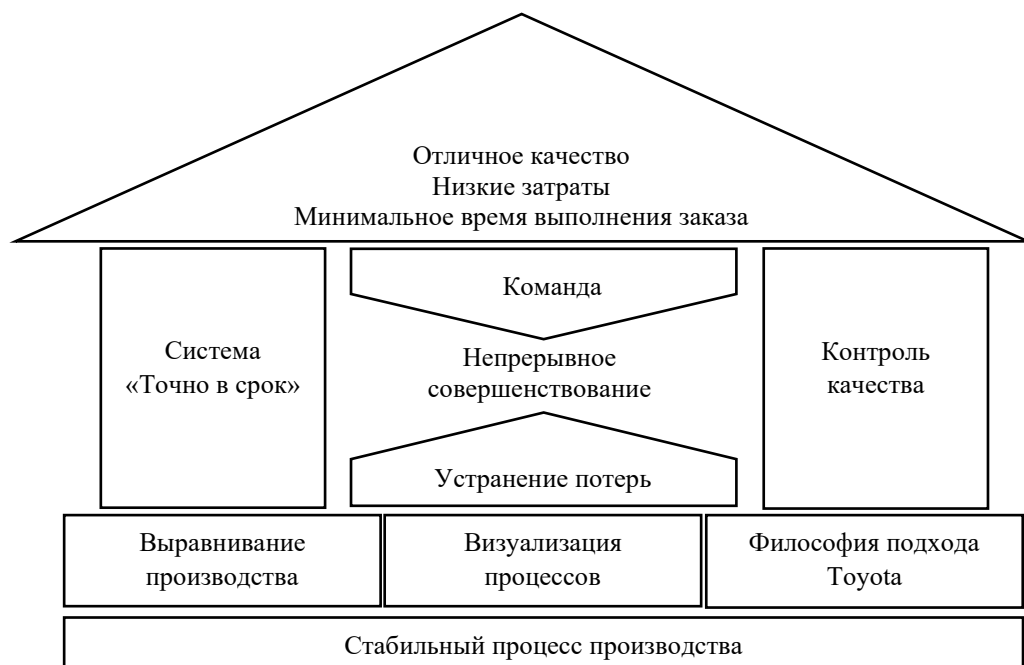 Отличное качество
Низкие затраты
Минимальное время выполнения заказа
Система
«Точно в срок»
Команда
Непрерывное
совершенствование
Устранение потерь
Контроль
качества
Выравнивание
производства
Визуализация
процессов
Философия подхода
Toyota
Стабильный процесс производства